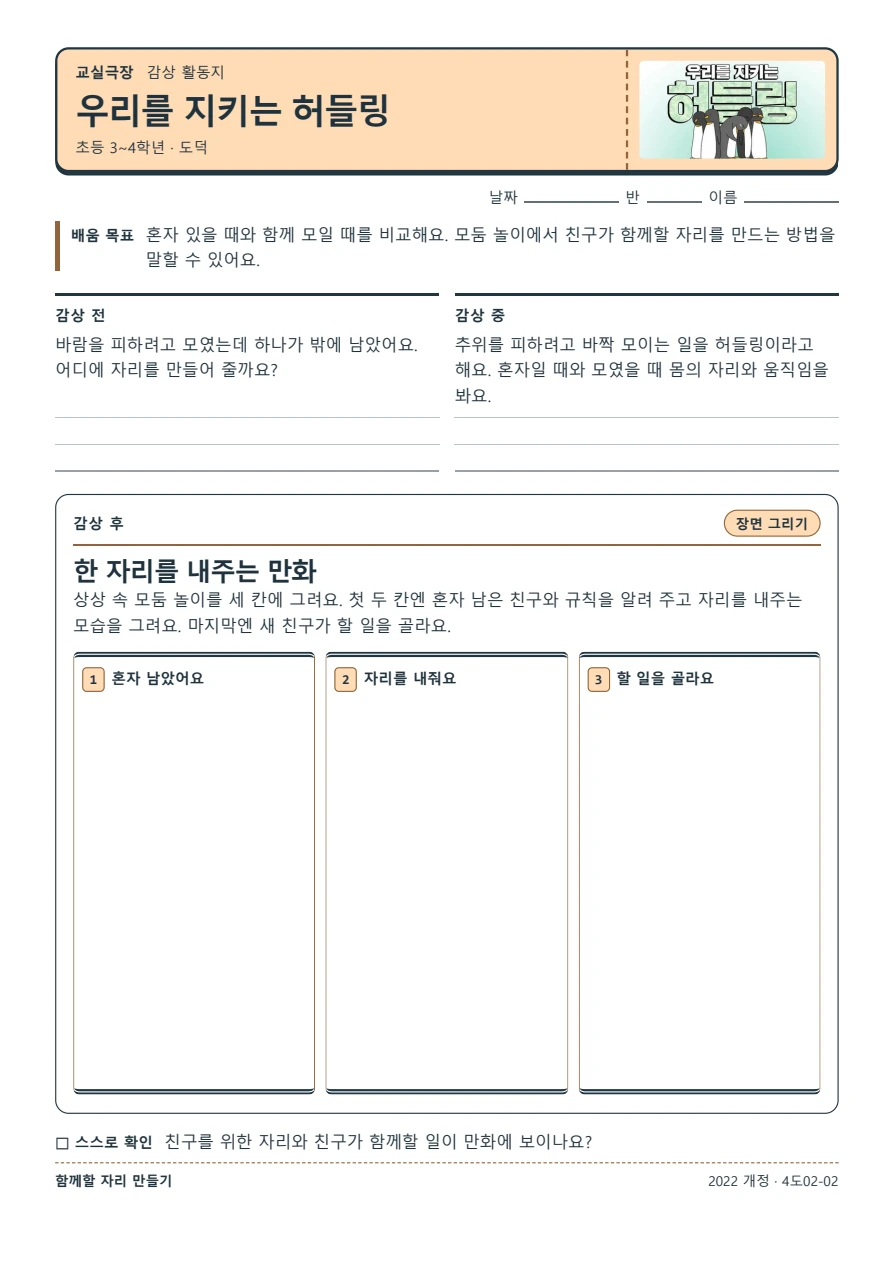 교실극장 감상 활동지
우리를 지키는 허들링
초등 3~4학년 · 도덕
우리를 지키는
허들링
날짜 반 이름
배움 목표 혼자 있을 때와 함께 모일 때를 비교해요. 모둠 놀이에서 친구가 함께할 자리를 만드는 방법을
말할 수 있어요.
감상 전
바람을 피하려고 모였는데 하나가 밖에 남았어요.
어디에 자리를 만들어 줄까요?
감상 중
추위를 피하려고 바짝 모이는 일을 허들링이라고
해요. 혼자일 때와 모였을 때 몸의 자리와 움직임을
봐요.
감상 후
장면 그리기
한 자리를 내주는 만화
상상 속 모둠 놀이를 세 칸에 그려요. 첫 두 칸엔 혼자 남은 친구와 규칙을 알려 주고 자리를 내주는
모습을 그려요. 마지막엔 새 친구가 할 일을 골라요.
1 혼자 남았어요
2 자리를 내줘요
3 할 일을 골라요
□ 스스로 확인 친구를 위한 자리와 친구가 함께할 일이 만화에 보이나요?
함께할 자리 만들기
2022 개정 · 4도02-02